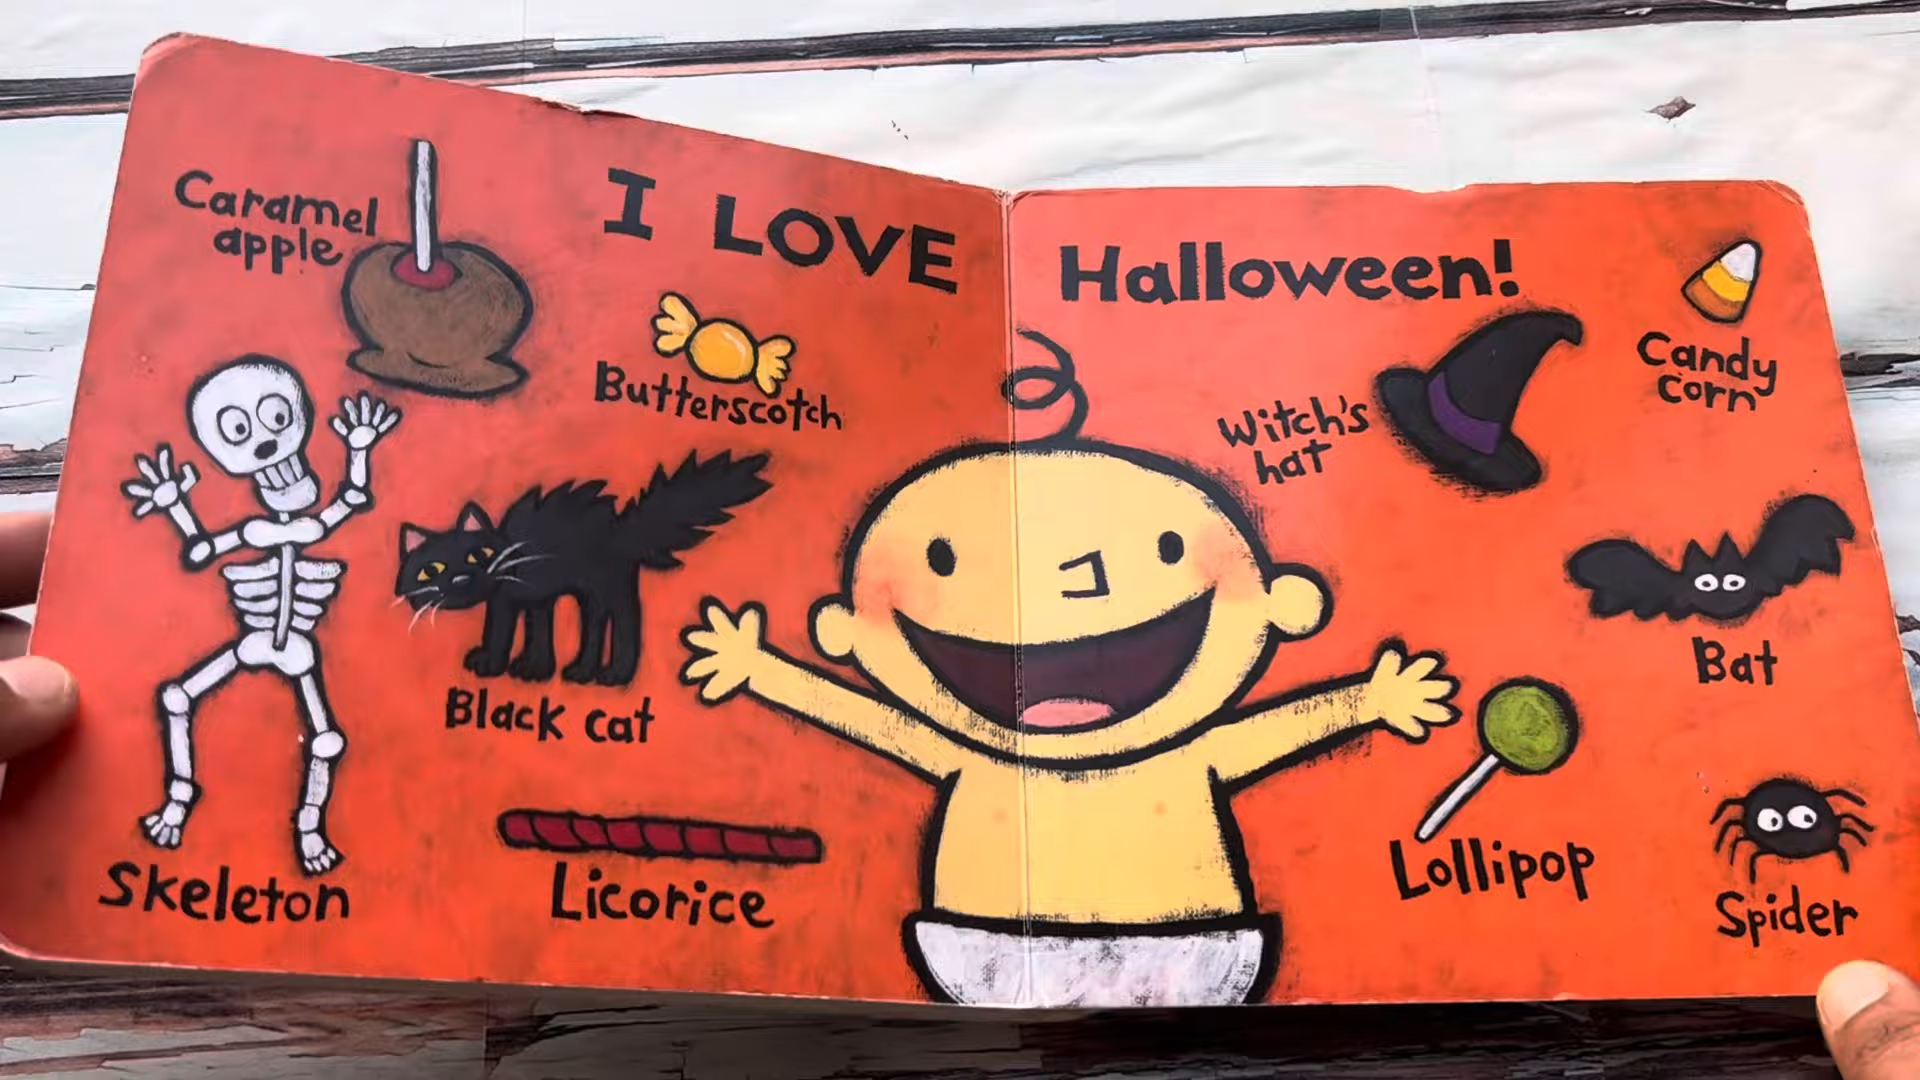 I LOVE
Halloween!
Caramel
apple
Butterscotch
Skeleton
Black cat
Licorice
Witch's
hat
Candy
corn
Bat
Lollipop
Spider